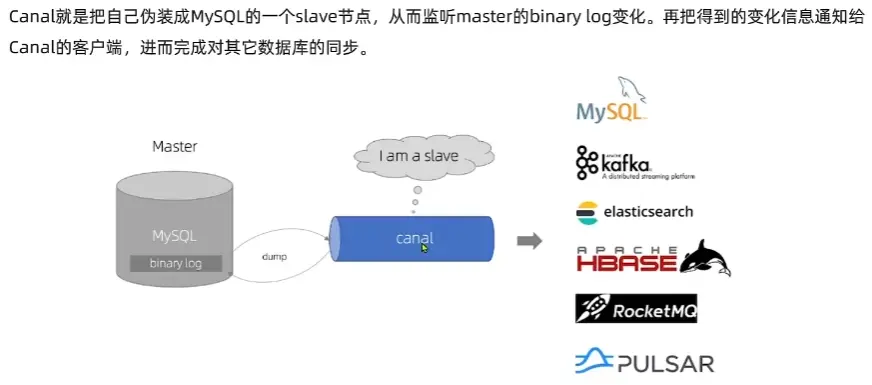 Canal就是把自己伪装成MySQL的一个slave节点，从而监听master的binary log变化。再把得到的变化信息通知给
Canal的客户端，进而完成对其它数据库的同步。
Master
MySQL
binary log
dump
I am a slave
canal
MySQL
APACHE
kafka
A distributed streaming platform
elasticsearch
APACHE
HBASE
RocketMQ
PULSAR